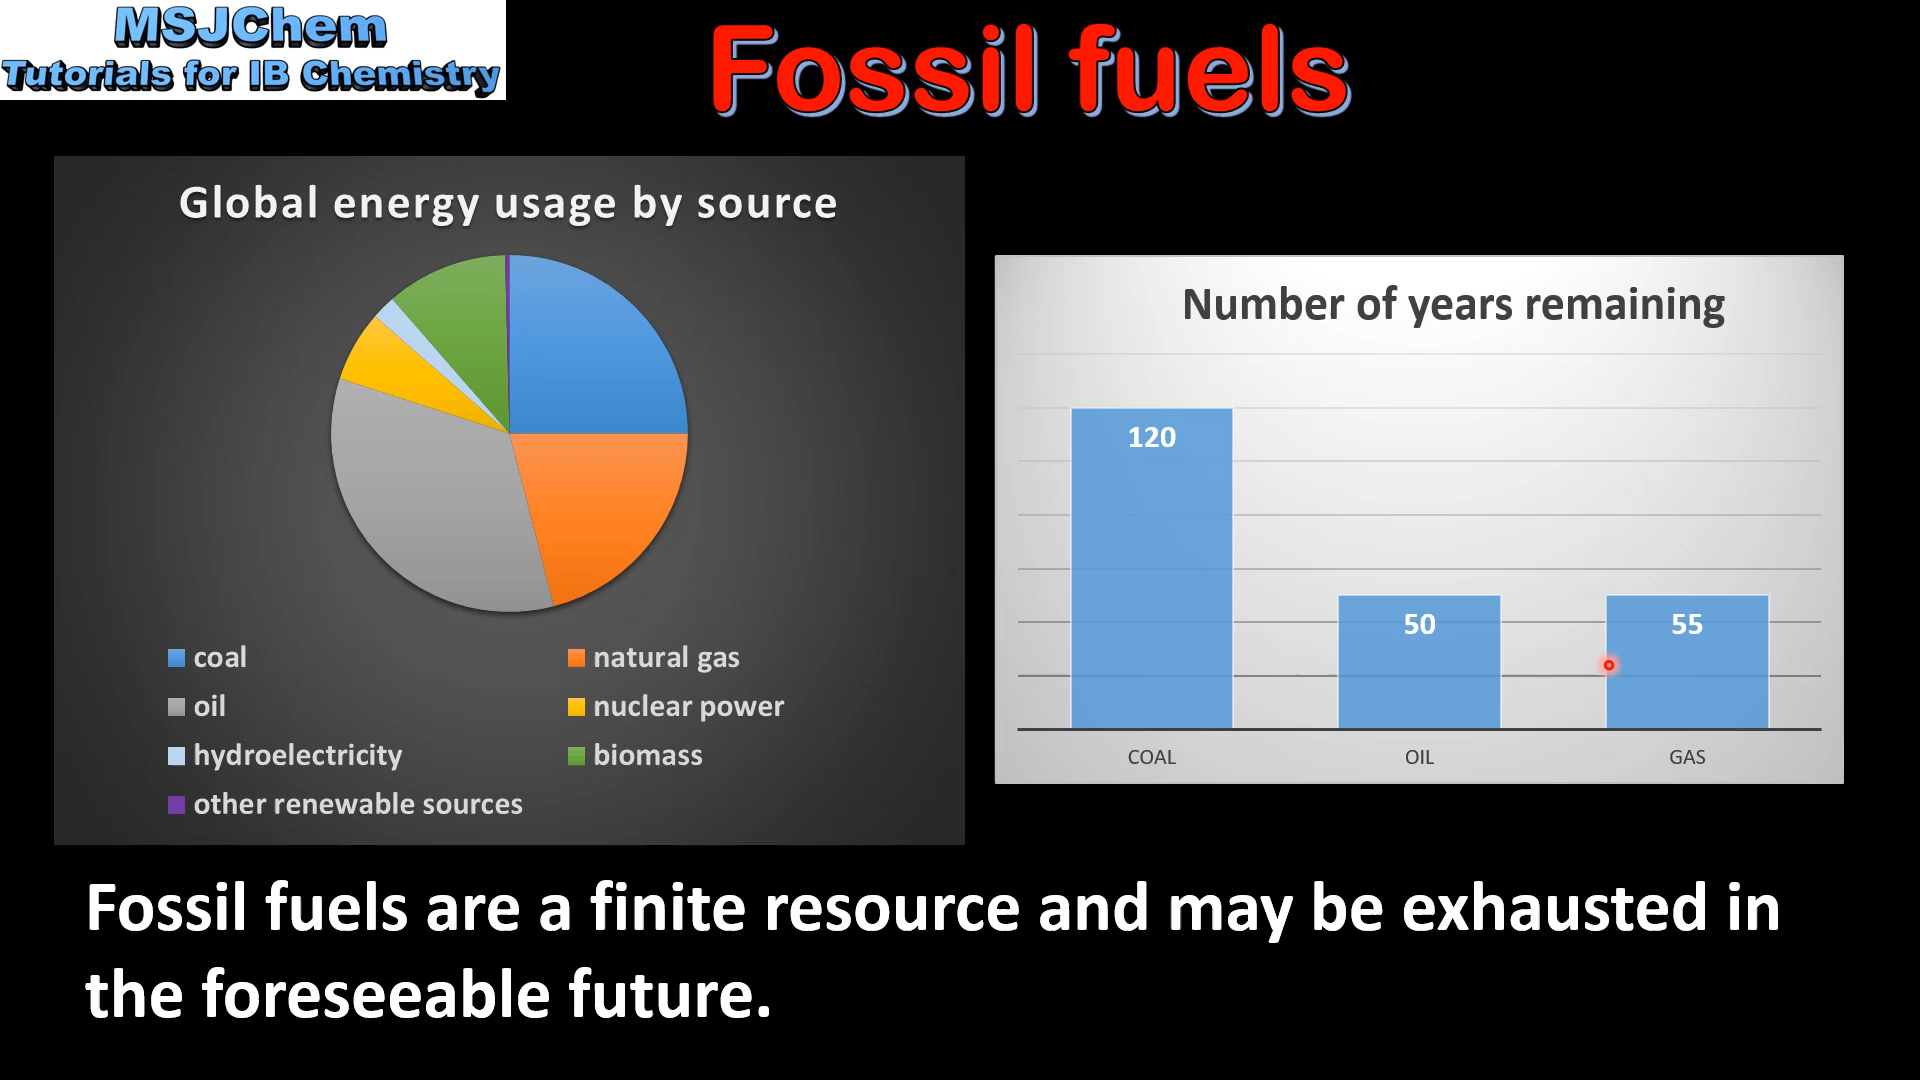 MSJChem
Tutorials for IB Chemistry
Fossil fuels
Global energy usage by source
coal
natural gas
oil
nuclear power
hydroelectricity
biomass
other renewable sources
Number of years remaining
120
50
55
COAL
OIL
GAS
Fossil fuels are a finite resource and may be exhausted in
the foreseeable future.